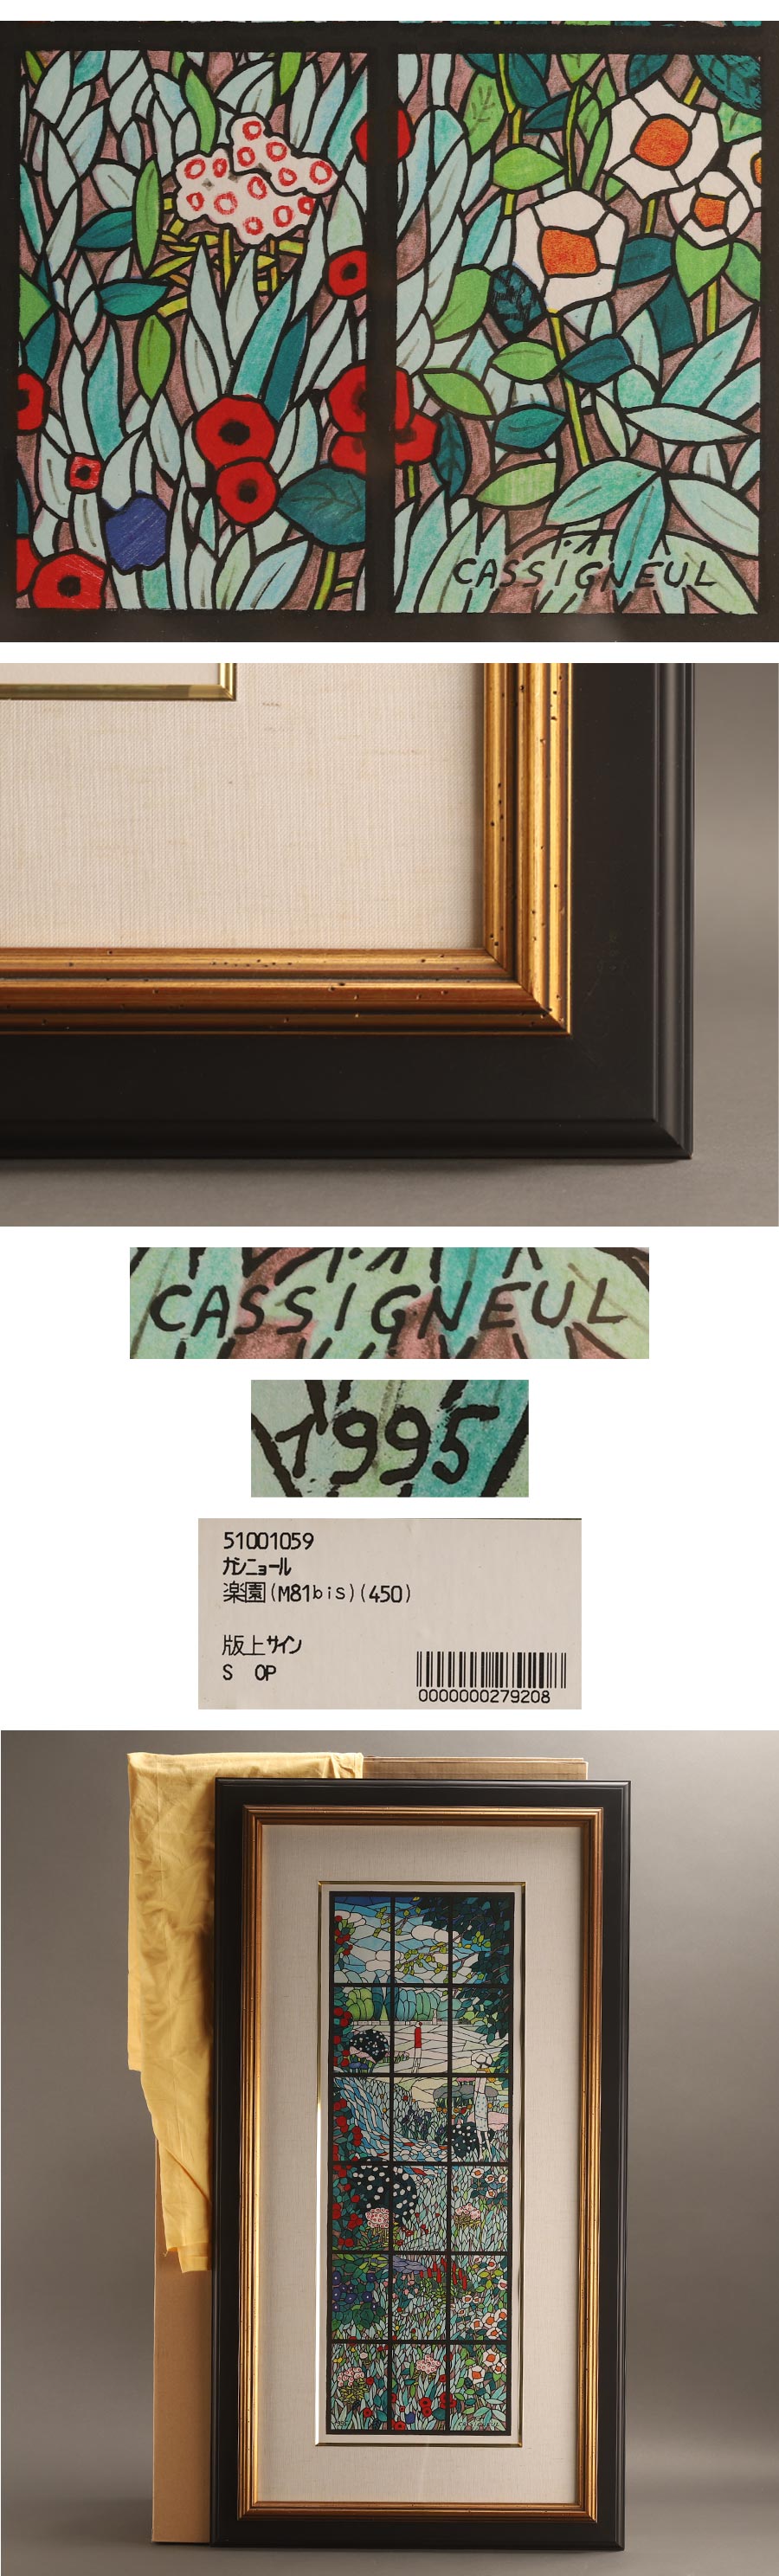 J.P.
CASSIGNEUL
CASSIGNEUL
1995
51001059
カシニョール
楽園(M81bis)(450)
版上サイン
S OP
0000000279208